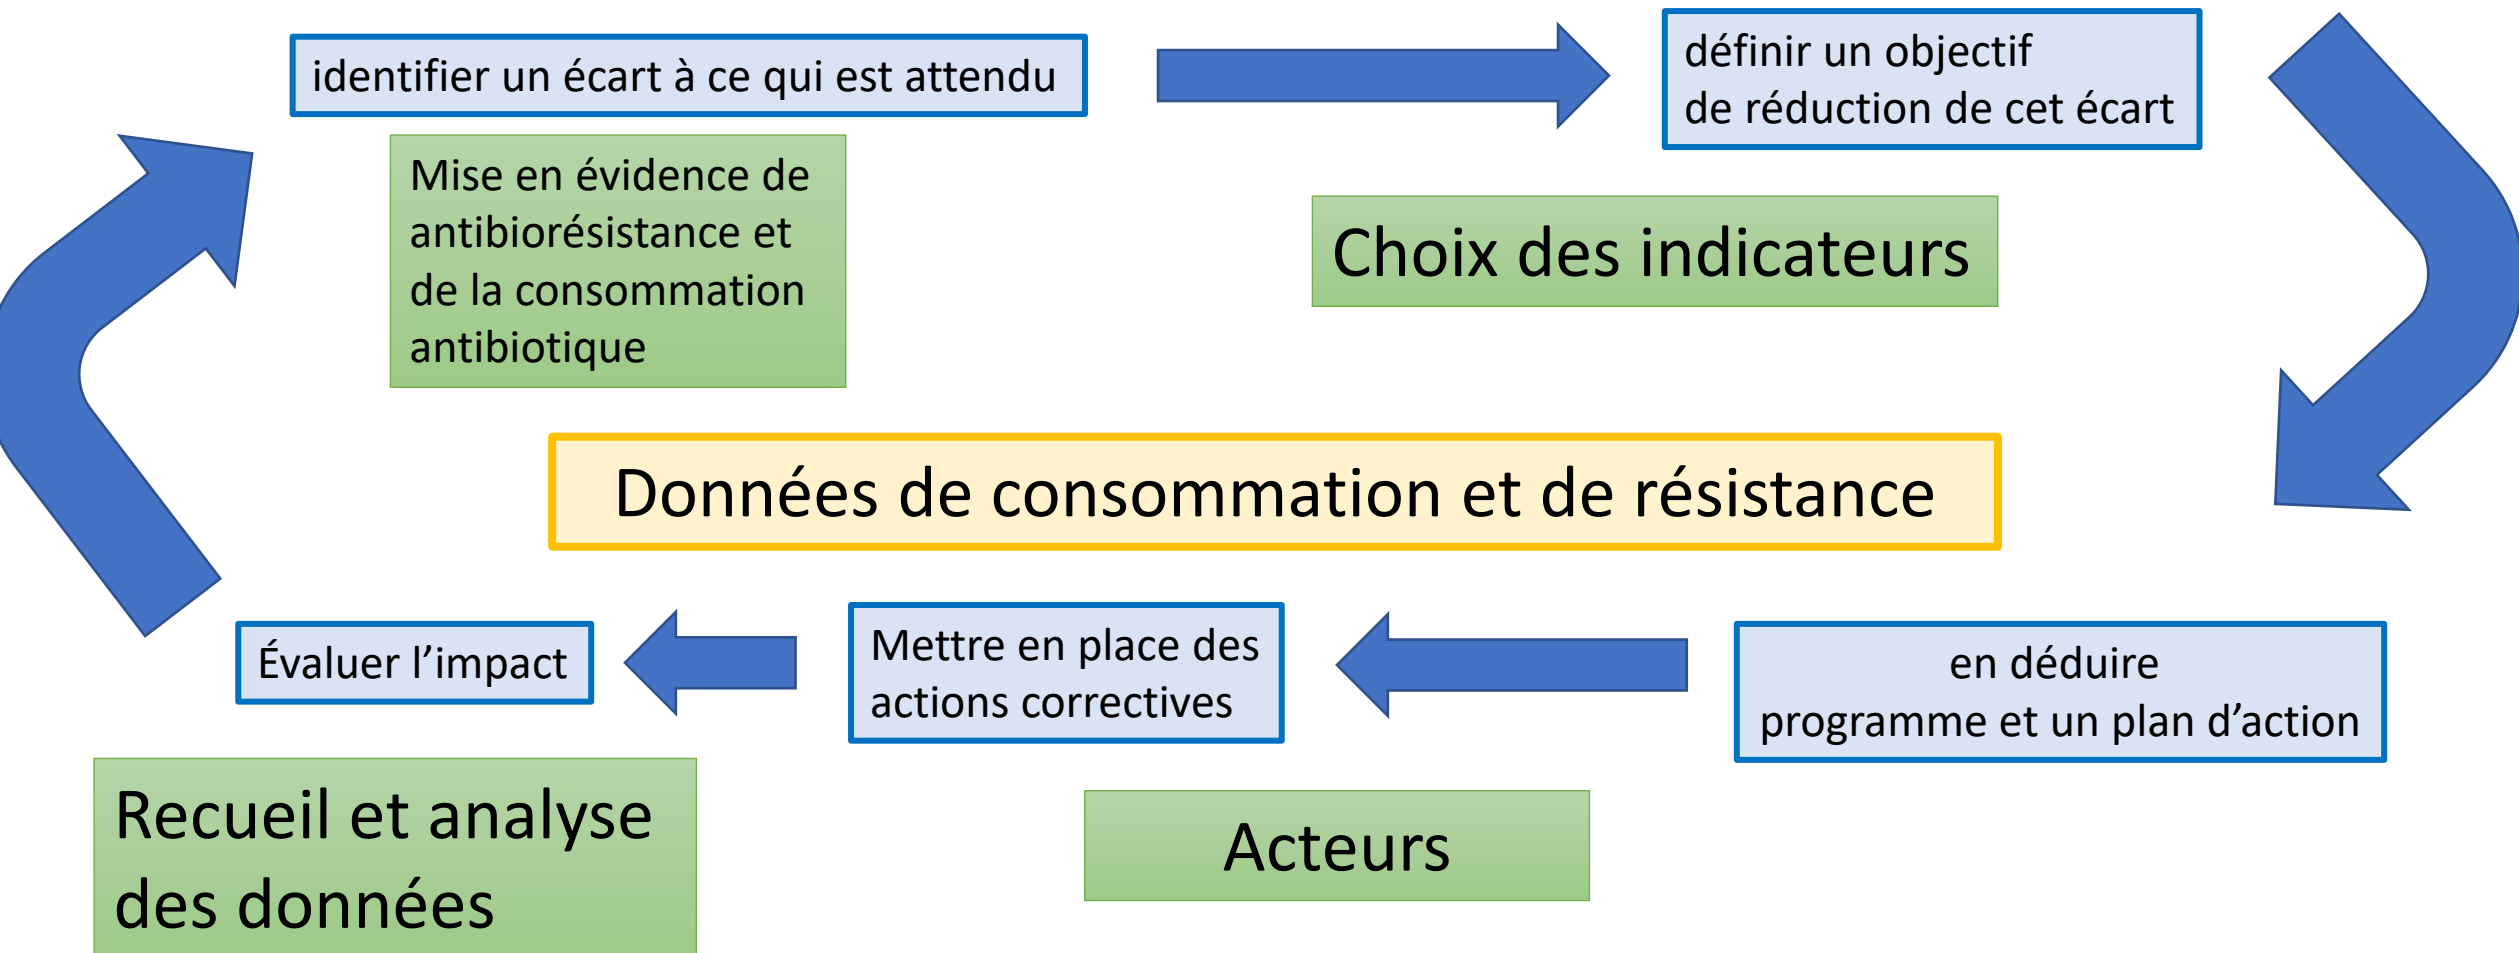 identifier un écart à ce qui est attendu
définir un objectif
de réduction de cet écart
Mise en évidence de
antibiorésistance et
de la consommation
antibiotique
Choix des indicateurs
Données de consommation et de résistance
Évaluer l’impact
Mettre en place des
actions correctives
en déduire
programme et un plan d’action
Recueil et analyse
des données
Acteurs